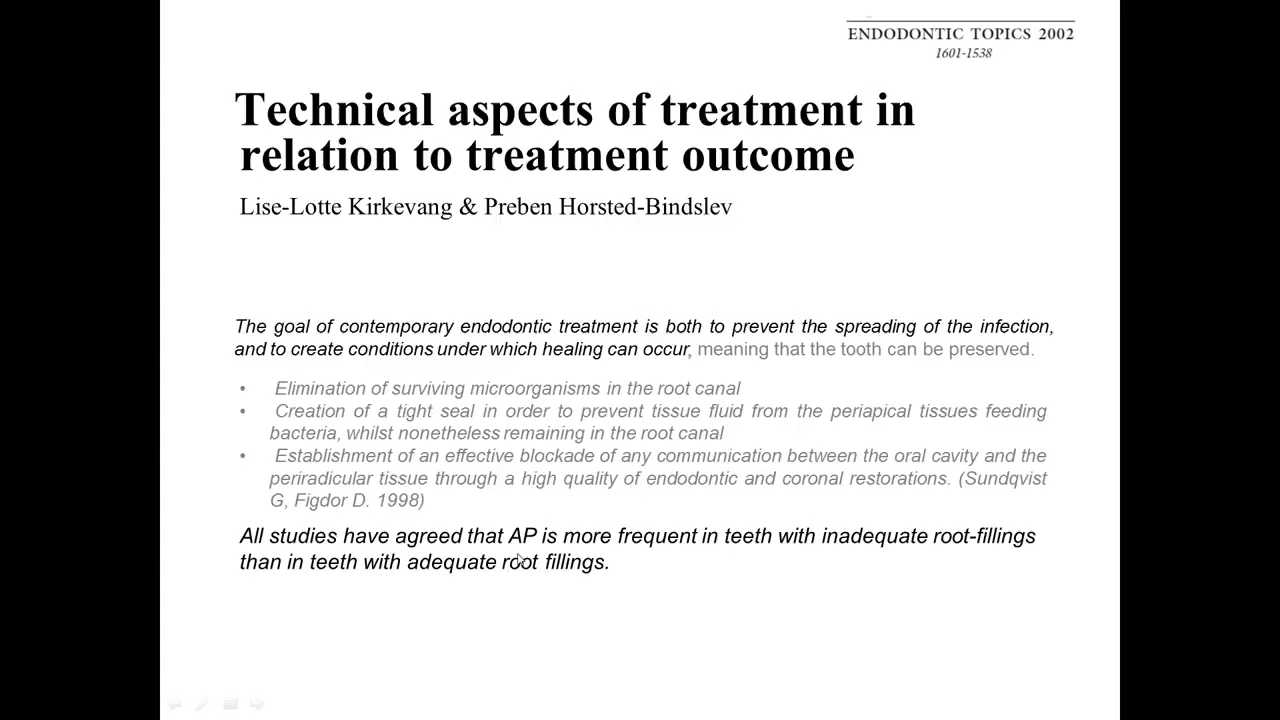 ENDODONTIC TOPICS 2002
1601-1538
Technical aspects of treatment in
relation to treatment outcome
Lise-Lotte Kirkevang & Preben Horsted-Bindslev
The goal of contemporary endodontic treatment is both to prevent the spreading of the infection,
and to create conditions under which healing can occur, meaning that the tooth can be preserved.
• Elimination of surviving microorganisms in the root canal
• Creation of a tight seal in order to prevent tissue fluid from the periapical tissues feeding
bacteria, whilst nonetheless remaining in the root canal
• Establishment of an effective blockade of any communication between the oral cavity and the
periradicular tissue through a high quality of endodontic and coronal restorations. (Sundqvist
G, Figdor D. 1998)
All studies have agreed that AP is more frequent in teeth with inadequate root-fillings
than in teeth with adequate root fillings.